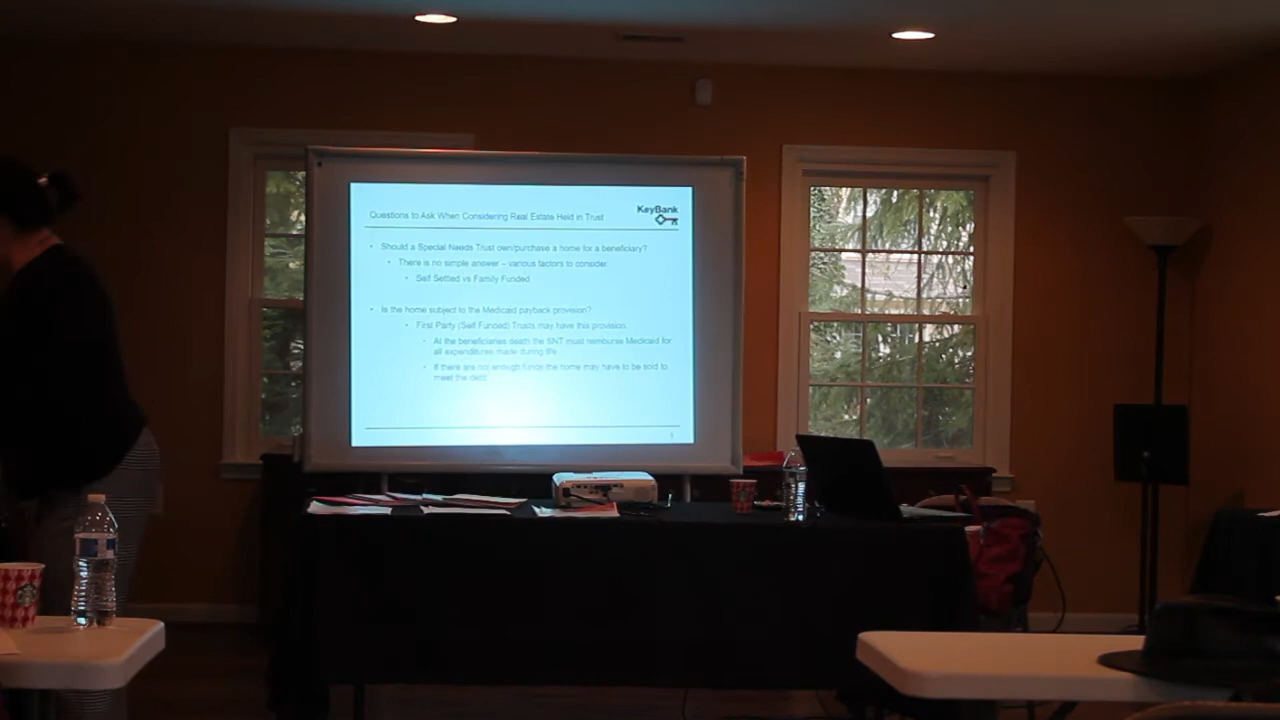 KeyBank
Questions to Ask When Considering Real Estate Held in Trust
• Should a Special Needs Trust own/purchase a home for a beneficiary?
• There is no simple answer – various factors to consider.
• Self Settled vs Family Funded
• Is the home subject to the Medicaid payback provision?
• First Party (Self Funded) Trusts may have this provision.
• At the beneficiaries death the SNT must reimburse Medicaid for
all expenditures made during life.
• If there are not enough funds the home may have to be sold to
meet the debt.